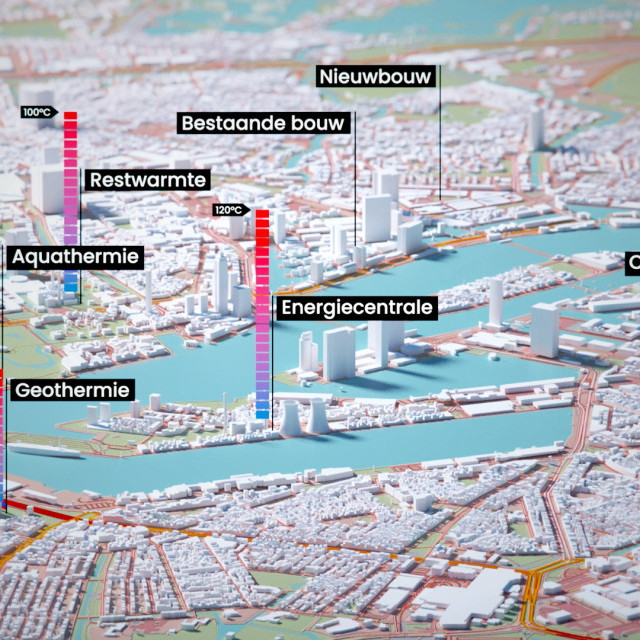 Nieuwbouw
100°C
Bestaande bouw
Restwarmte
120°C
Aquathermie
Energiecentrale
Geothermie